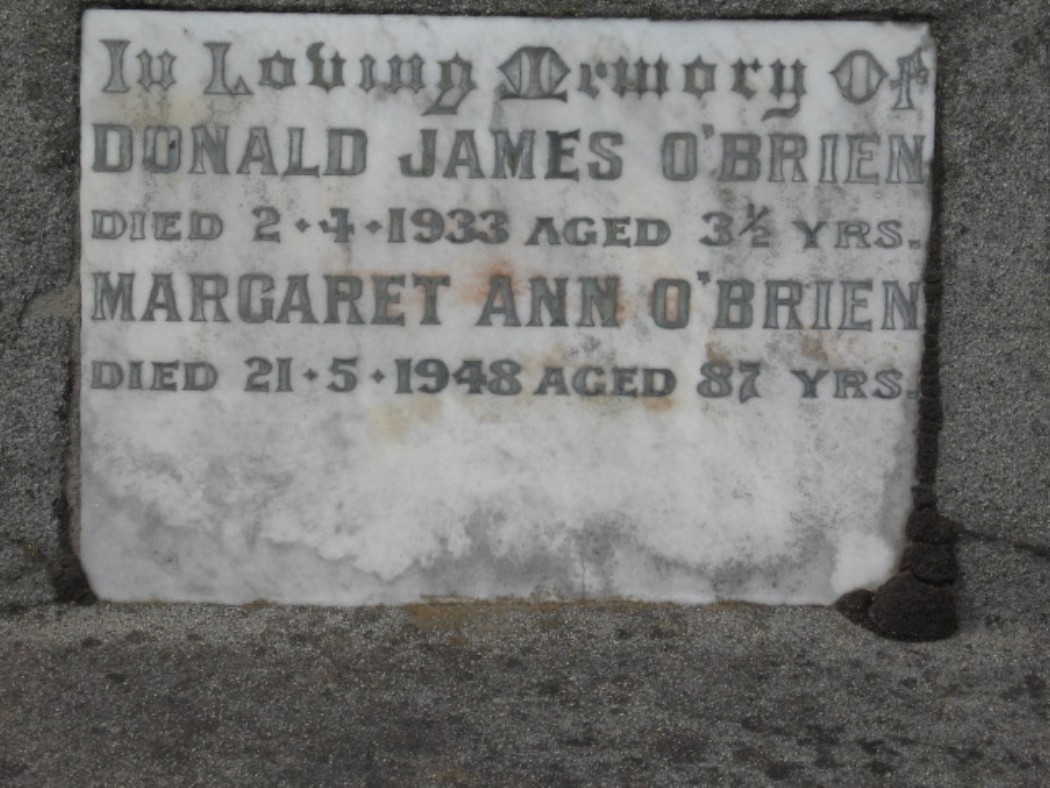 In Loving Memory Of
DONALD JAMES O'BRIEN
DIED 2·4·1933 AGED 3½ YRS.
MARGARET ANN O'BRIEN
DIED 21·5·1948 AGED 87 YRS.